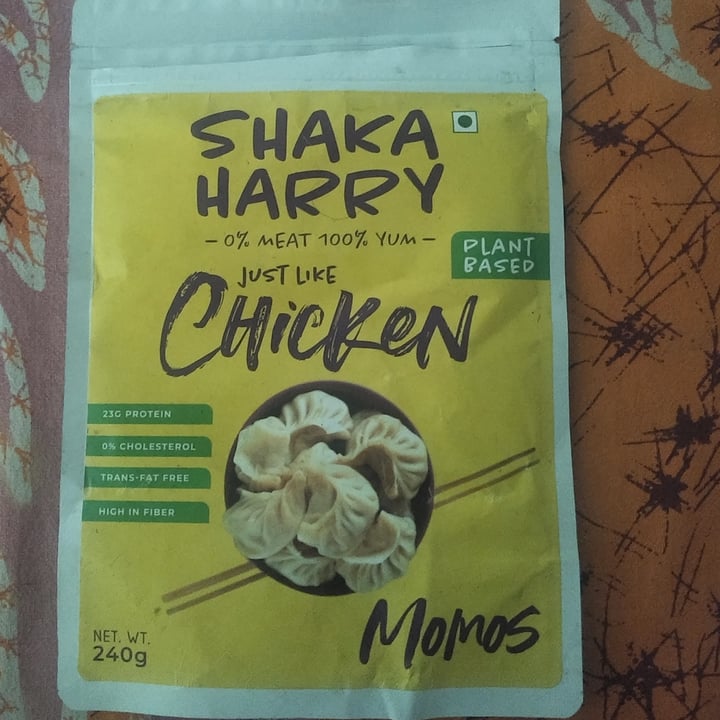 SHAKA
HARRY
– 0% MEAT 100% YUM –
PLANT
BASED
JUST LIKE
CHICKEN
23G PROTEIN
0% CHOLESTEROL
TRANS-FAT FREE
HIGH IN FIBER
MOMOS
NET. WT.
240g